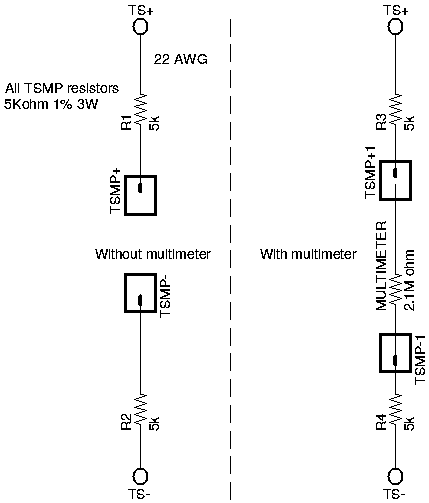 TS+
22 AWG
All TSMP resistors
5Kohm 1% 3W
R1
5k
TSMP+
Without multimeter
TSMP-
R2
5k
TS-
TS+
R3
5k
TSMP+1
With multimeter
MULTIMETER
2.1M ohm
TSMP-1
R4
5k
TS-